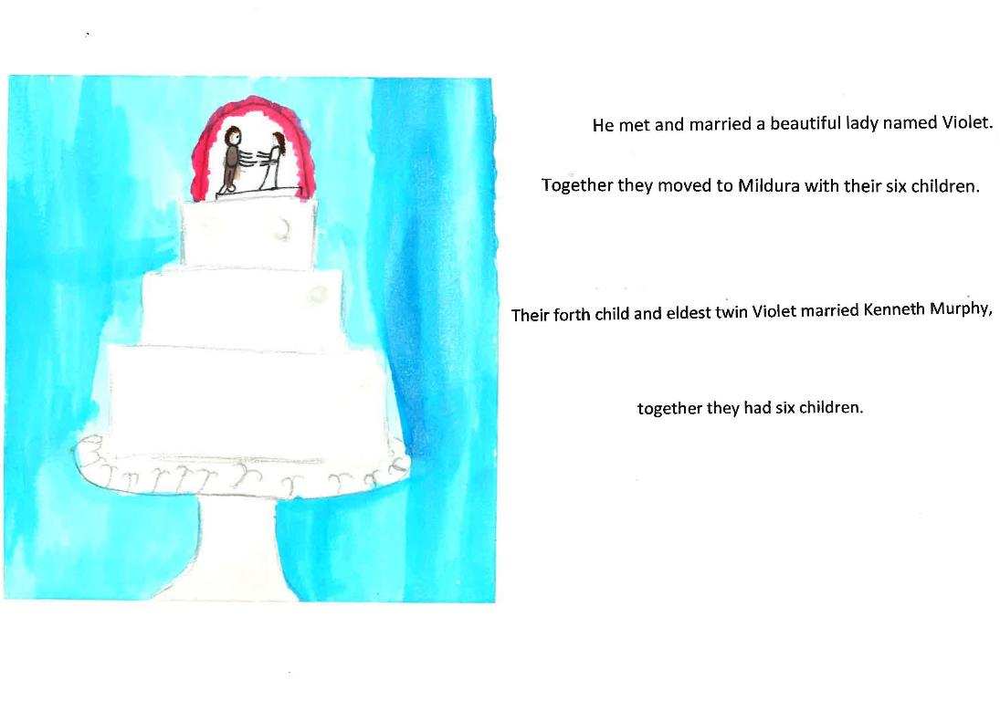 He met and married a beautiful lady named Violet.
Together they moved to Mildura with their six children.
Their forth child and eldest twin Violet married Kenneth Murphy,
together they had six children.